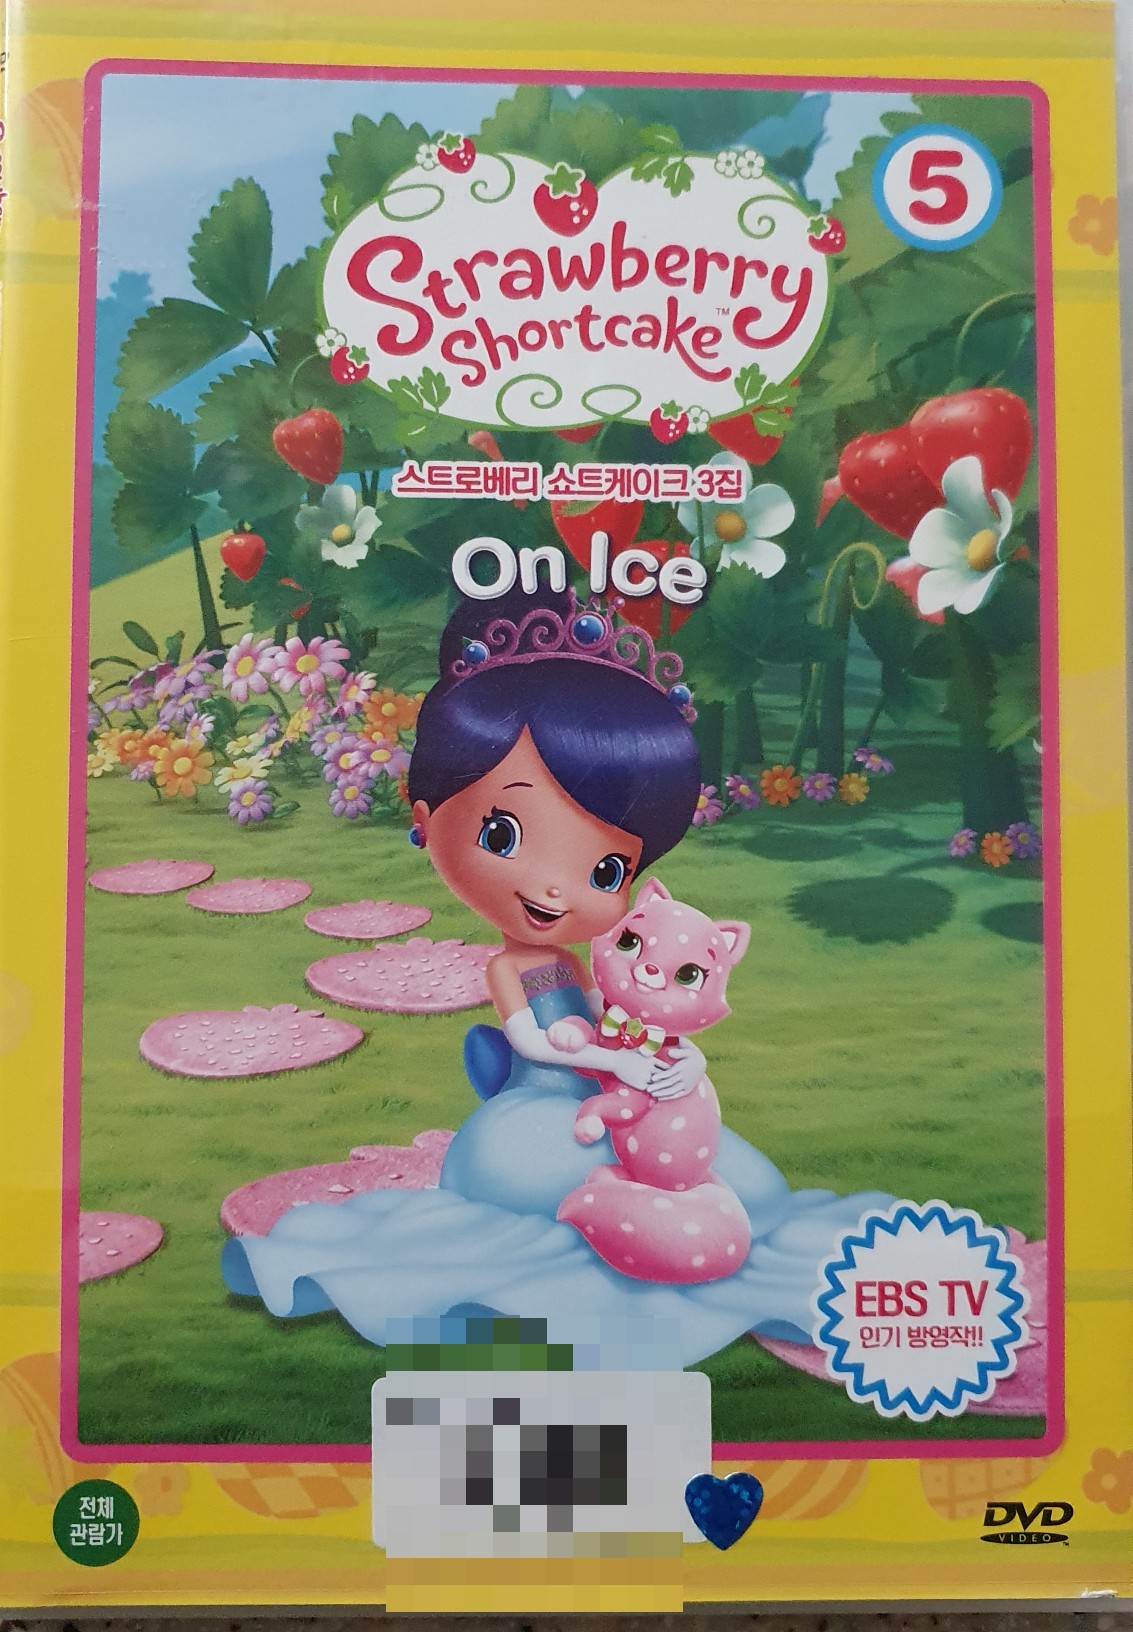 5
Strawberry
Shortcake™
스트로베리 쇼트케이크 3집
On Ice
EBS TV
인기 방영작!!
전체
관람가
DVD
VIDEO